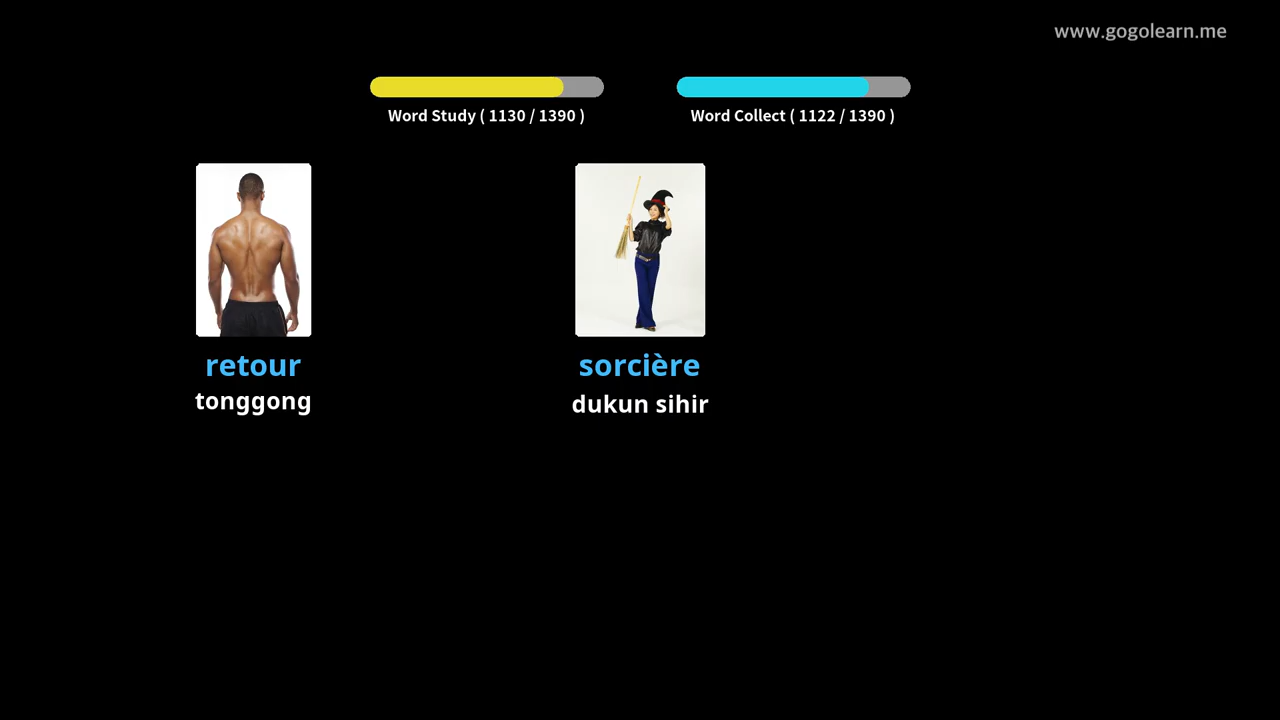 www.gogolearn.me
Word Study ( 1130 / 1390 )
Word Collect ( 1122 / 1390 )
retour
tonggong
sorcière
dukun sihir